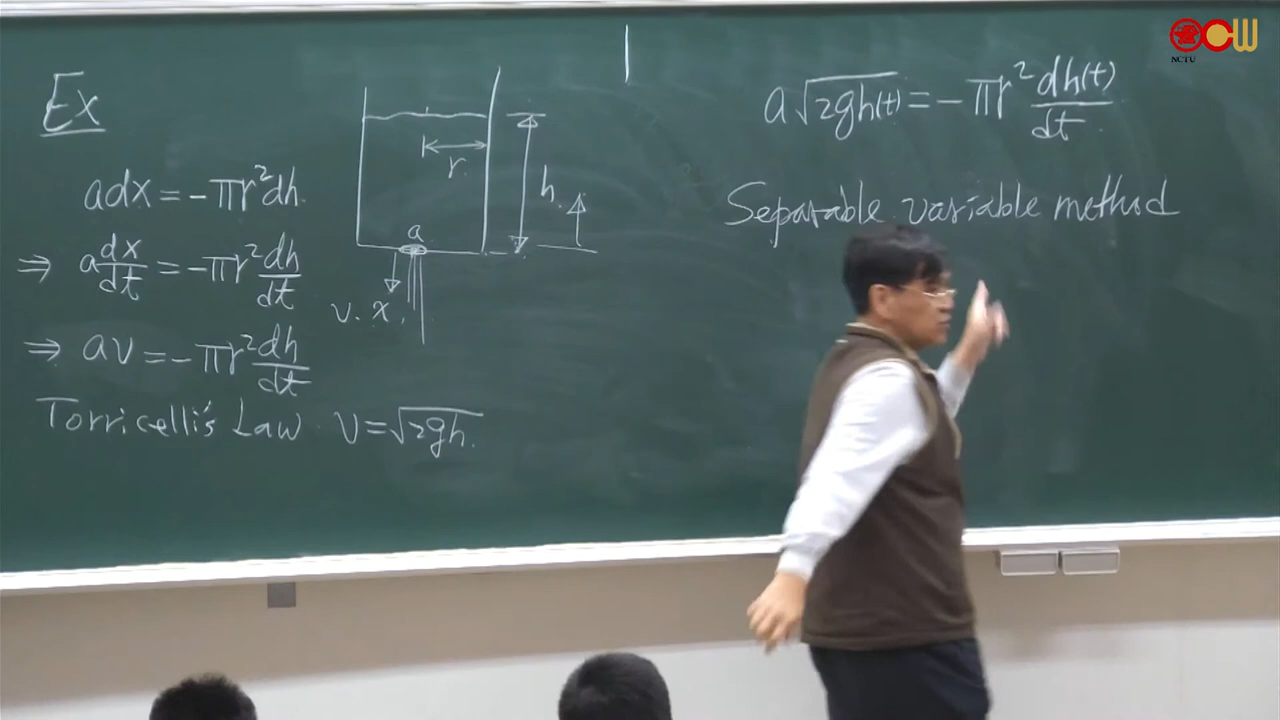 Ex
adx = -πr²dh.
⇒ a dx/dt = -πr² dh/dt
⇒ av = -πr² dh/dt
Torricelli's Law v = √2gh.
r.
h.
a
v. x.
a√2gh(t) = -πr² dh(t)/dt
Separable variable method
OCW
NCTU